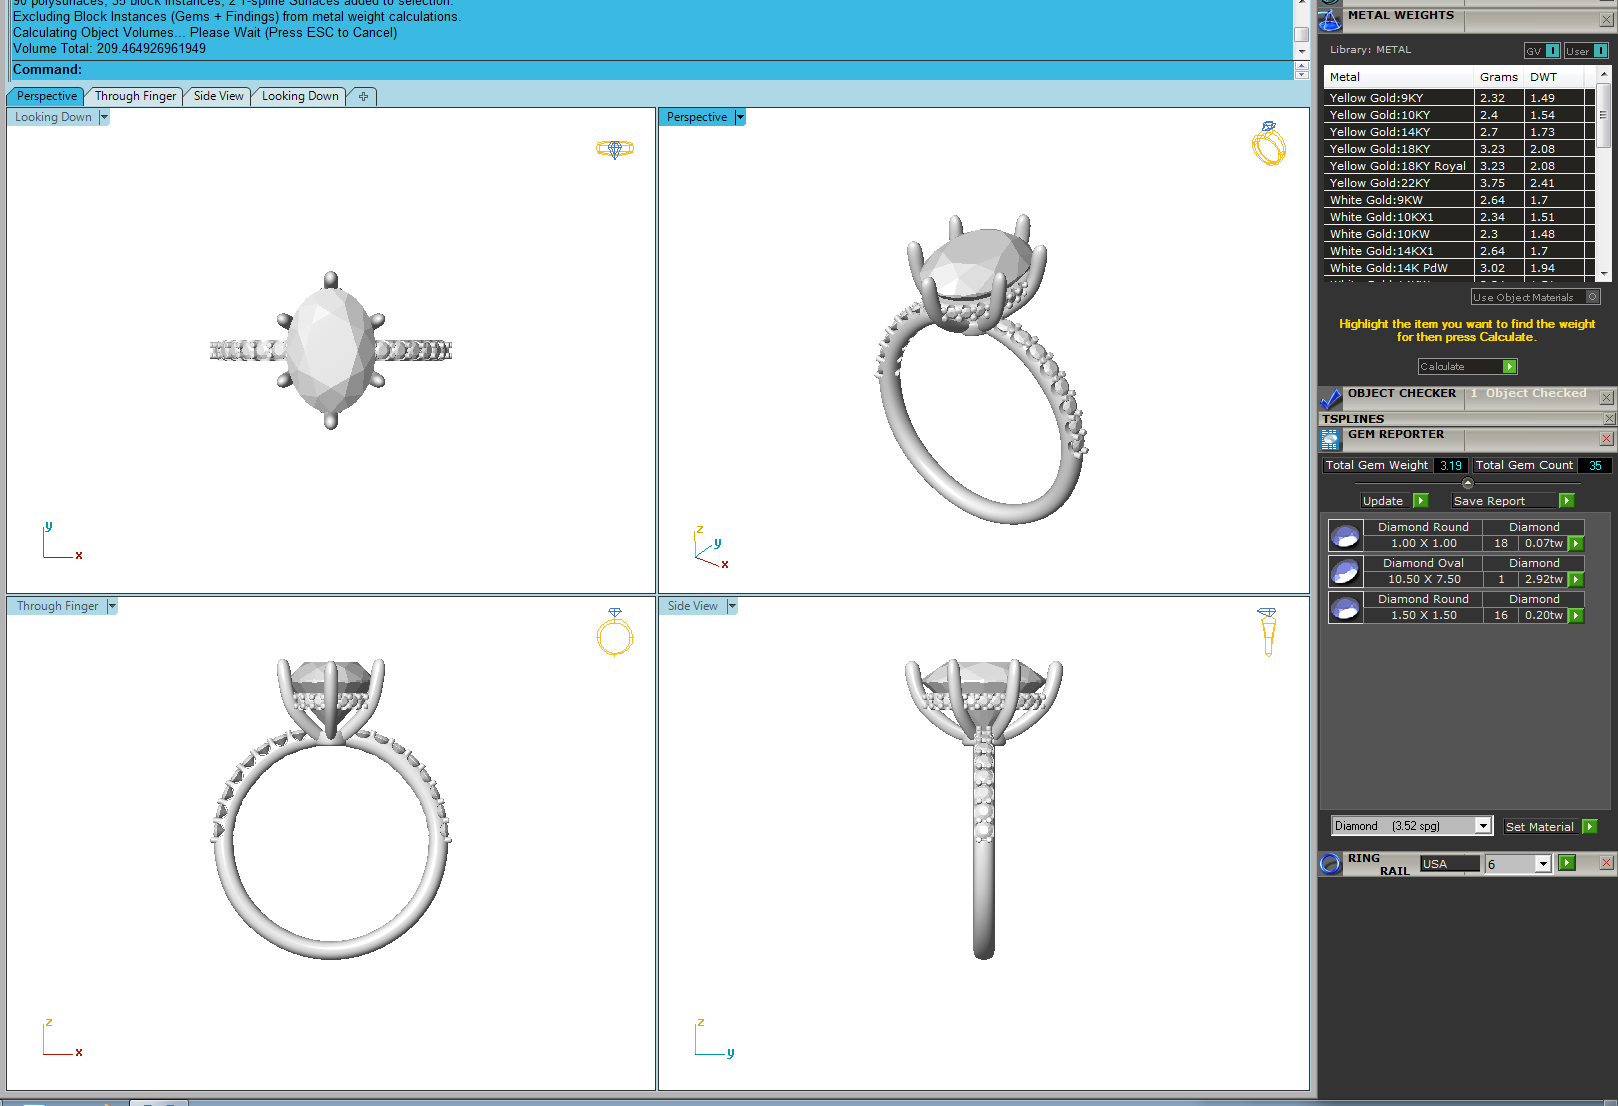 90 polysurfaces, 35 block instances, 2 T-spline Surfaces added to selection.
Excluding Block Instances (Gems + Findings) from metal weight calculations.
Calculating Object Volumes... Please Wait (Press ESC to Cancel)
Volume Total: 209.464926961949
Command:
Perspective Through Finger Side View Looking Down
Looking Down
Perspective
y
x
z
y
x
Through Finger
Side View
z
x
z
y
METAL WEIGHTS
Library: METAL GV I User I
Metal Grams DWT
Yellow Gold:9KY 2.32 1.49
Yellow Gold:10KY 2.4 1.54
Yellow Gold:14KY 2.7 1.73
Yellow Gold:18KY 3.23 2.08
Yellow Gold:18KY Royal 3.23 2.08
Yellow Gold:22KY 3.75 2.41
White Gold:9KW 2.64 1.7
White Gold:10KX1 2.34 1.51
White Gold:10KW 2.3 1.48
White Gold:14KX1 2.64 1.7
White Gold:14K PdW 3.02 1.94
Use Object Materials
Highlight the item you want to find the weight
for then press Calculate.
Calculate
OBJECT CHECKER 1 Object Checked
TSPLINES
GEM REPORTER
Total Gem Weight 3.19 Total Gem Count 35
Update Save Report
Diamond Round Diamond
1.00 X 1.00 18 0.07tw
Diamond Oval Diamond
10.50 X 7.50 1 2.92tw
Diamond Round Diamond
1.50 X 1.50 16 0.20tw
Diamond (3.52 spg) Set Material
RING
RAIL USA 6